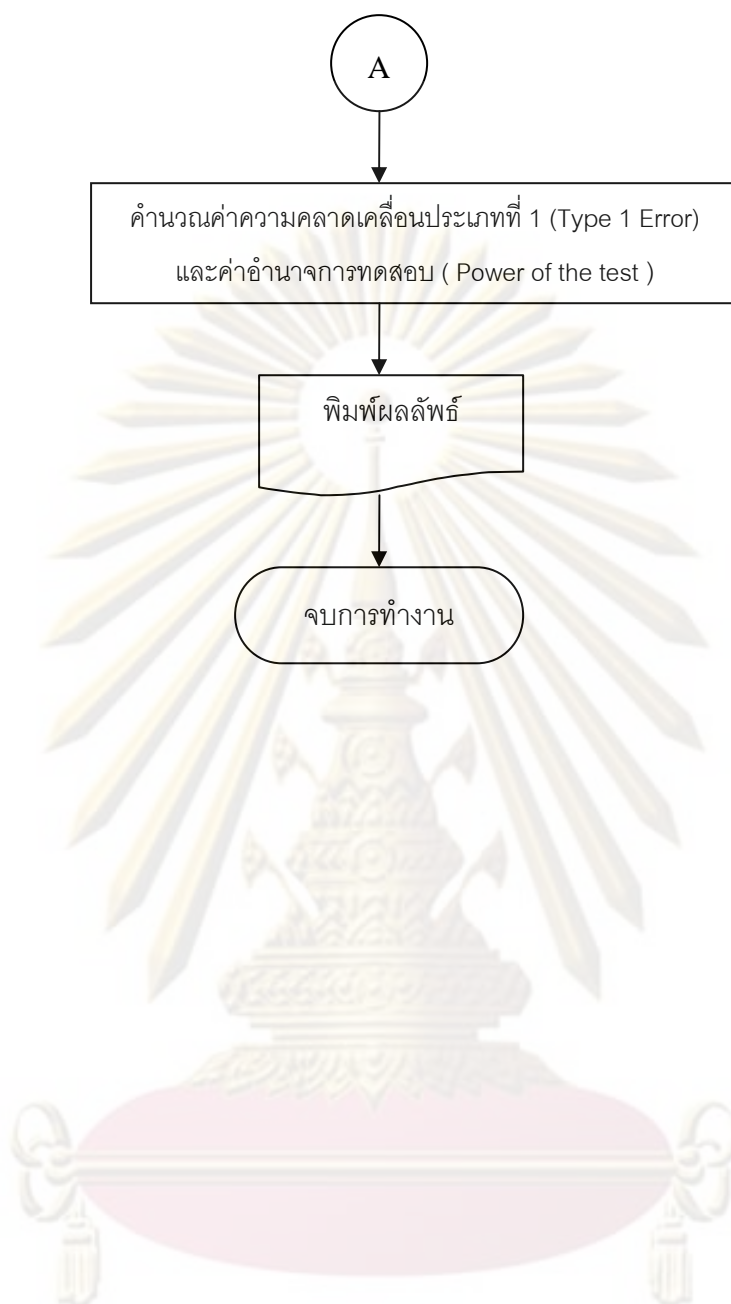 A
คำนวณค่าความคลาดเคลื่อนประเภทที่ 1 (Type 1 Error)
และค่าอำนาจการทดสอบ ( Power of the test )
พิมพ์ผลลัพธ์
จบการทำงาน